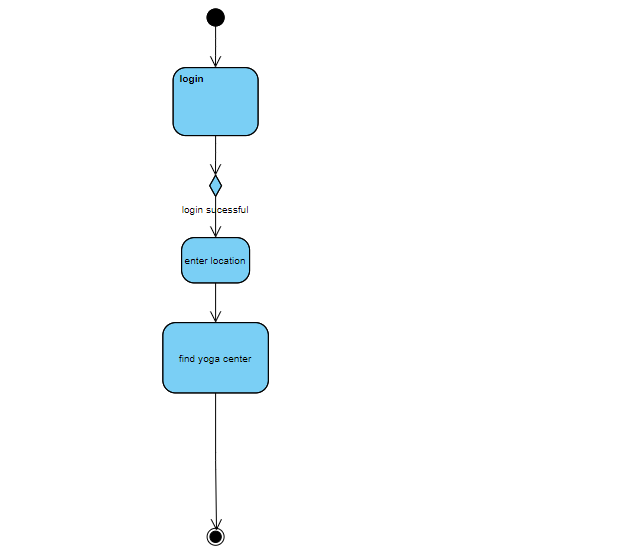 login
login sucessful
enter location
find yoga center